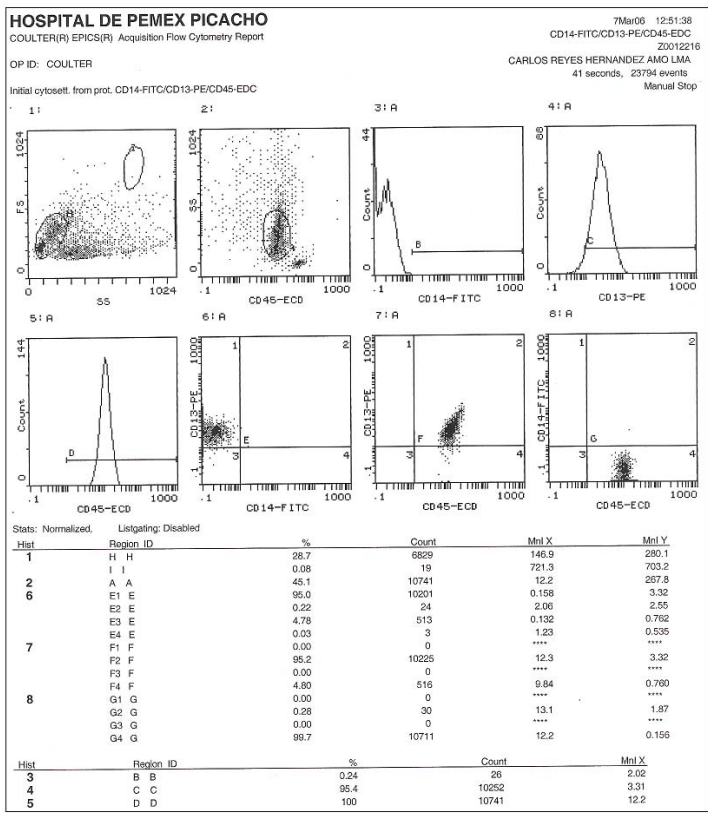 HOSPITAL DE PEMEX PICACHO
COULTER(R) EPICS(R) Acquisition Flow Cytometry Report
7Mar06 12:51:38
CD14-FITC/CD13-PE/CD45-EDC
Z0012216
OP ID: COULTER
CARLOS REYES HERNANDEZ AMO LMA
41 seconds, 23794 events
Initial cytosett. from prot. CD14-FITC/CD13-PE/CD45-EDC
Manual Stop
1:
2:
3: A
4: A
1024
FS
0
H
I
0
SS
1024
1024
SS
0
A
.1
CD45-ECD
1000
44
Count
0
B
.1
CD14-FITC
1000
88
Count
0
C
.1
CD13-PE
1000
5: A
6: A
7: A
8: A
144
Count
0
D
.1
CD45-ECD
1000
1000
CD13-PE
.1
1
2
E
3
4
.1
CD14-FITC
1000
1000
CD13-PE
.1
1
2
F
3
4
.1
CD45-ECD
1000
1000
CD14-FITC
.1
1
2
G
3
4
.1
CD45-ECD
1000
Stats: Normalized, Listgating: Disabled
Hist Region ID % Count MnI X MnI Y
1 H H 28.7 6829 146.9 280.1
I I 0.08 19 721.3 703.2
2 A A 45.1 10741 12.2 267.8
6 E1 E 95.0 10201 0.158 3.32
E2 E 0.22 24 2.06 2.55
E3 E 4.78 513 0.132 0.762
E4 E 0.03 3 1.23 0.535
7 F1 F 0.00 0 **** ****
F2 F 95.2 10225 12.3 3.32
F3 F 0.00 0 **** ****
F4 F 4.80 516 9.84 0.760
8 G1 G 0.00 0 **** ****
G2 G 0.28 30 13.1 1.87
G3 G 0.00 0 **** ****
G4 G 99.7 10711 12.2 0.156
Hist Region ID % Count MnI X
3 B B 0.24 26 2.02
4 C C 95.4 10252 3.31
5 D D 100 10741 12.2